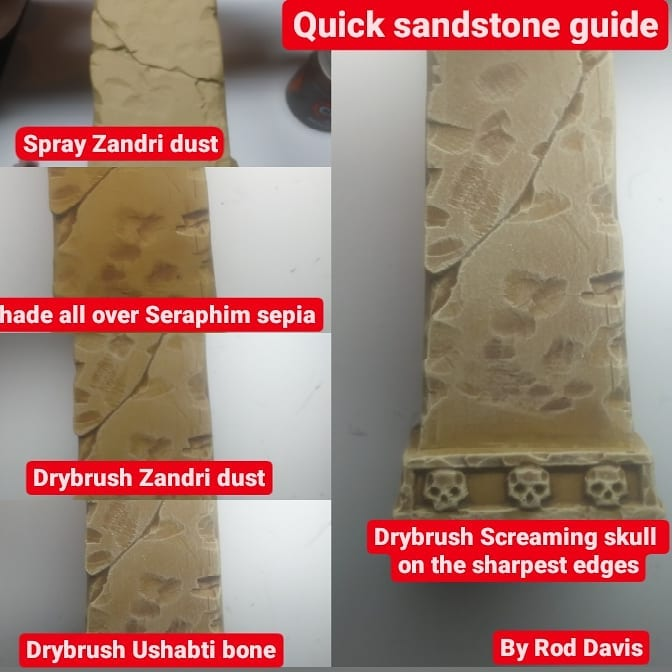 Quick sandstone guide
Spray Zandri dust
hade all over Seraphim sepia
Drybrush Zandri dust
Drybrush Ushabti bone
Drybrush Screaming skull
on the sharpest edges
By Rod Davis